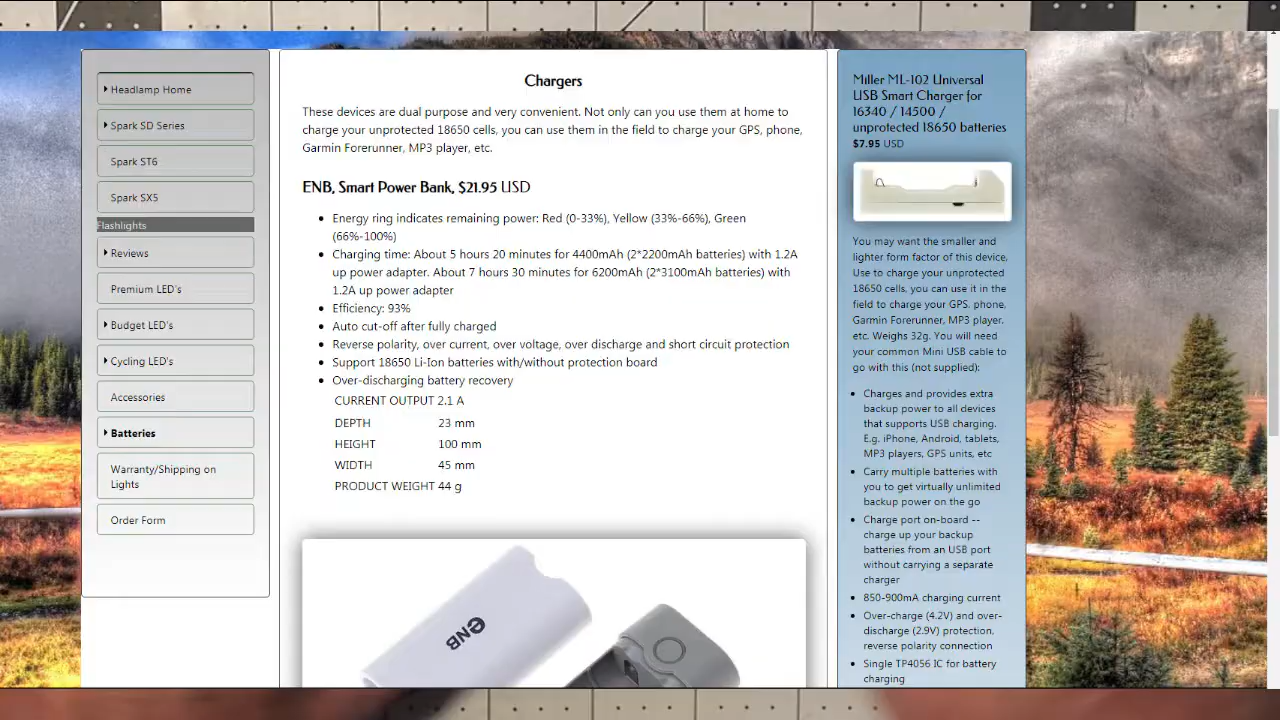 Headlamp Home
Spark SD Series
Spark ST6
Spark SX5
Flashlights
Reviews
Premium LED's
Budget LED's
Cycling LED's
Accessories
Batteries
Warranty/Shipping on
Lights
Order Form
Chargers
These devices are dual purpose and very convenient. Not only can you use them at home to
charge your unprotected 18650 cells, you can use them in the field to charge your GPS, phone,
Garmin Forerunner, MP3 player, etc.
ENB, Smart Power Bank, $21.95 USD
Energy ring indicates remaining power: Red (0-33%), Yellow (33%-66%), Green
(66%-100%)
Charging time: About 5 hours 20 minutes for 4400mAh (2*2200mAh batteries) with 1.2A
up power adapter. About 7 hours 30 minutes for 6200mAh (2*3100mAh batteries) with
1.2A up power adapter
Efficiency: 93%
Auto cut-off after fully charged
Reverse polarity, over current, over voltage, over discharge and short circuit protection
Support 18650 Li-Ion batteries with/without protection board
Over-discharging battery recovery
CURRENT OUTPUT 2.1 A
DEPTH 23 mm
HEIGHT 100 mm
WIDTH 45 mm
PRODUCT WEIGHT 44 g
eNB
Miller ML-102 Universal
USB Smart Charger for
16340 / 14500 /
unprotected 18650 batteries
$7.95 USD
You may want the smaller and
lighter form factor of this device.
Use to charge your unprotected
18650 cells, you can use it in the
field to charge your GPS, phone,
Garmin Forerunner, MP3 player,
etc. Weighs 32g. You will need
your common Mini USB cable to
go with this (not supplied):
Charges and provides extra
backup power to all devices
that supports USB charging.
E.g. iPhone, Android, tablets,
MP3 players, GPS units, etc
Carry multiple batteries with
you to get virtually unlimited
backup power on the go
Charge port on-board --
charge up your backup
batteries from an USB port
without carrying a separate
charger
850-900mA charging current
Over-charge (4.2V) and over-
discharge (2.9V) protection,
reverse polarity connection
Single TP4056 IC for battery
charging